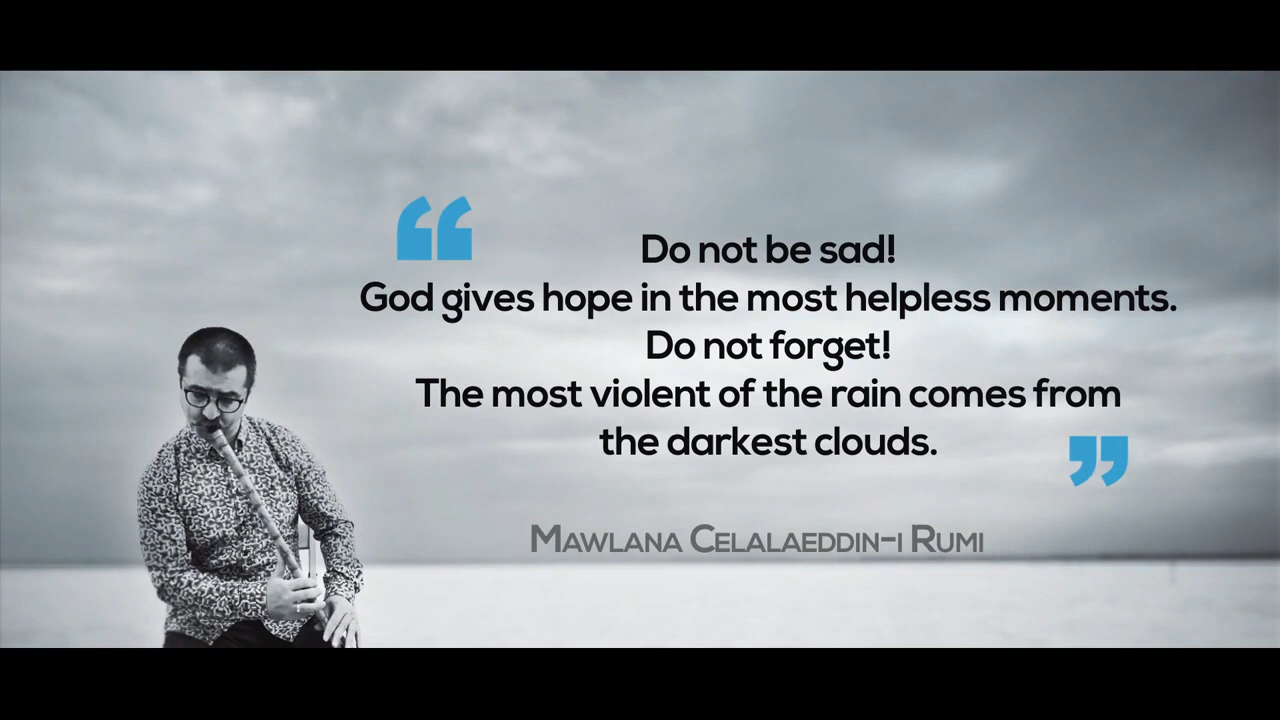 “
Do not be sad!
God gives hope in the most helpless moments.
Do not forget!
The most violent of the rain comes from
the darkest clouds.
”
Mawlana Celalaeddin-i Rumi